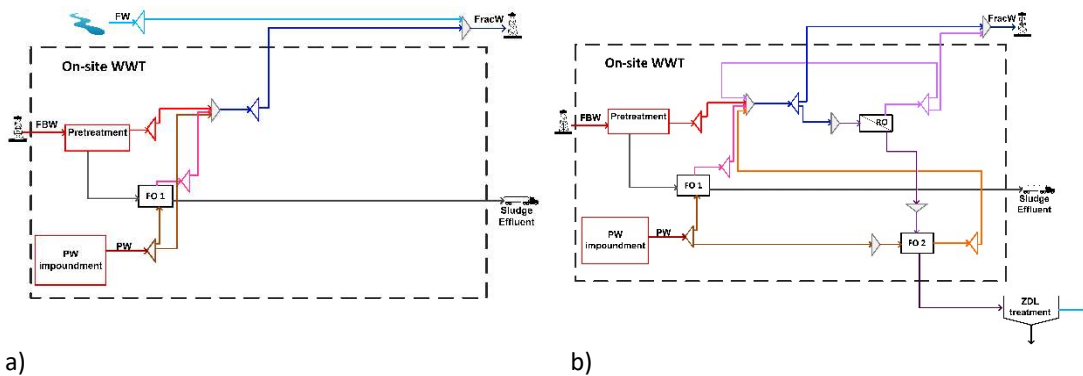 FW
FracW
On-site WWT
FBW
Pretreatment
FO 1
Sludge
Effluent
PW
impoundment
PW
a)
FracW
On-site WWT
FBW
Pretreatment
RO
FO 1
Sludge
Effluent
PW
impoundment
PW
FO 2
ZDL
treatment
b)